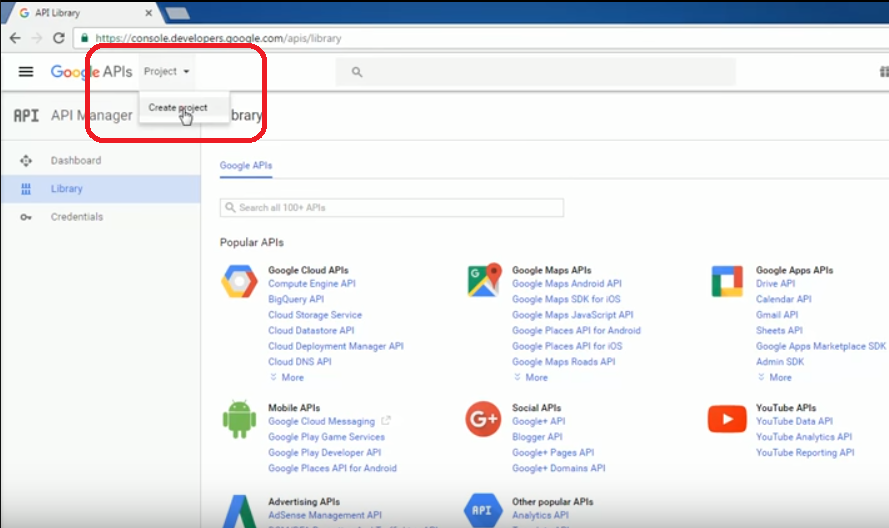 API Library
https://console.developers.google.com/apis/library
Google APIs
Project
Create project
API
API Manager
brary
Dashboard
Library
Credentials
Google APIs
Search all 100+ APIs
Popular APIs
Google Cloud APIs
Compute Engine API
BigQuery API
Cloud Storage Service
Cloud Datastore API
Cloud Deployment Manager API
Cloud DNS API
More
Google Maps APIs
Google Maps Android API
Google Maps SDK for iOS
Google Maps JavaScript API
Google Places API for Android
Google Places API for iOS
Google Maps Roads API
More
Google Apps APIs
Drive API
Calendar API
Gmail API
Sheets API
Google Apps Marketplace SDK
Admin SDK
More
Mobile APIs
Google Cloud Messaging
Google Play Game Services
Google Play Developer API
Google Places API for Android
Social APIs
Google+ API
Blogger API
Google+ Pages API
Google+ Domains API
YouTube APIs
YouTube Data API
YouTube Analytics API
YouTube Reporting API
Advertising APIs
AdSense Management API
Other popular APIs
Analytics API